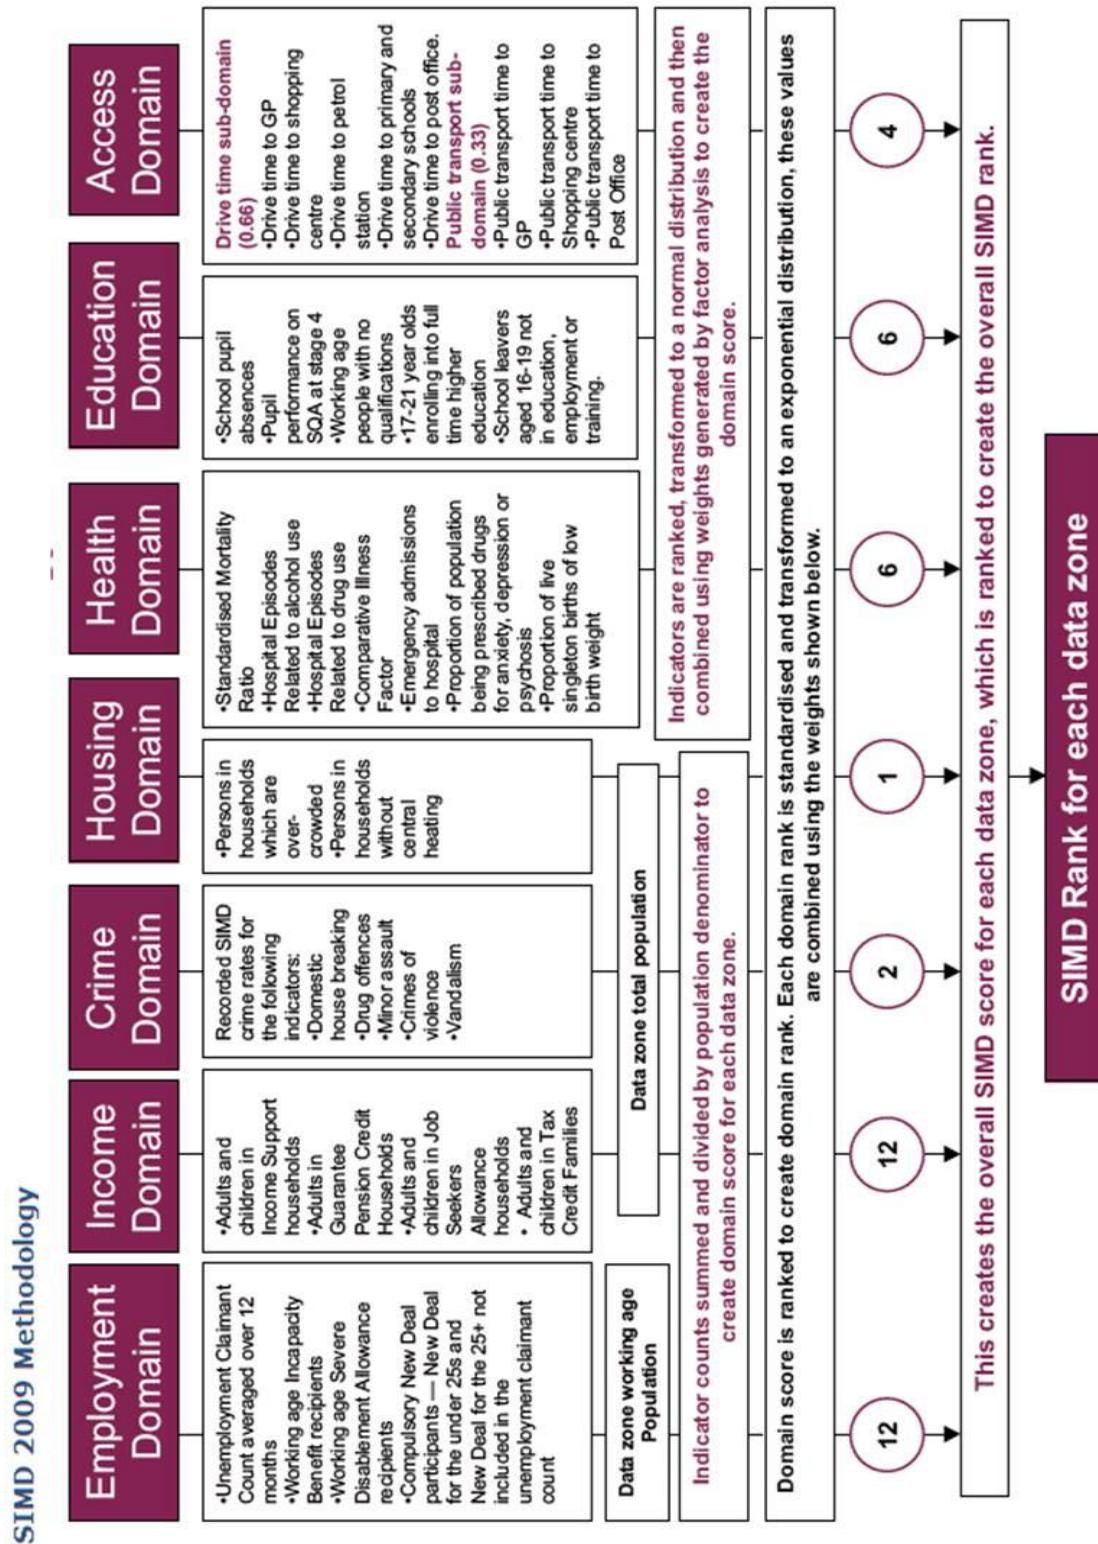 SIMD 2009 Methodology
Employment
Domain
Income
Domain
Crime
Domain
Housing
Domain
Health
Domain
Education
Domain
Access
Domain
•Unemployment Claimant
Count averaged over 12
months
•Working age Incapacity
Benefit recipients
•Working age Severe
Disablement Allowance
recipients
•Compulsory New Deal
participants — New Deal
for the under 25s and
New Deal for the 25+ not
included in the
unemployment claimant
count
•Adults and
children in
Income Support
households
•Adults in
Guarantee
Pension Credit
Households
•Adults and
children in Job
Seekers
Allowance
households
• Adults and
children in Tax
Credit Families
Recorded SIMD
crime rates for
the following
indicators:
•Domestic
house breaking
•Drug offences
•Minor assault
•Crimes of
violence
•Vandalism
•Persons in
households
which are
over-
crowded
•Persons in
households
without
central
heating
•Standardised Mortality
Ratio
•Hospital Episodes
Related to alcohol use
•Hospital Episodes
Related to drug use
•Comparative Illness
Factor
•Emergency admissions
to hospital
•Proportion of population
being prescribed drugs
for anxiety, depression or
psychosis
•Proportion of live
singleton births of low
birth weight
•School pupil
absences
•Pupil
performance on
SQA at stage 4
•Working age
people with no
qualifications
•17-21 year olds
enrolling into full
time higher
education
•School leavers
aged 16-19 not
in education,
employment or
training.
Drive time sub-domain
(0.66)
•Drive time to GP
•Drive time to shopping
centre
•Drive time to petrol
station
•Drive time to primary and
secondary schools
•Drive time to post office.
Public transport sub-
domain (0.33)
•Public transport time to
GP
•Public transport time to
Shopping centre
•Public transport time to
Post Office
Data zone working age
Population
Data zone total population
Indicator counts summed and divided by population denominator to
create domain score for each data zone.
Indicators are ranked, transformed to a normal distribution and then
combined using weights generated by factor analysis to create the
domain score.
Domain score is ranked to create domain rank. Each domain rank is standardised and transformed to an exponential distribution, these values
are combined using the weights shown below.
12
12
2
1
6
6
4
This creates the overall SIMD score for each data zone, which is ranked to create the overall SIMD rank.
SIMD Rank for each data zone